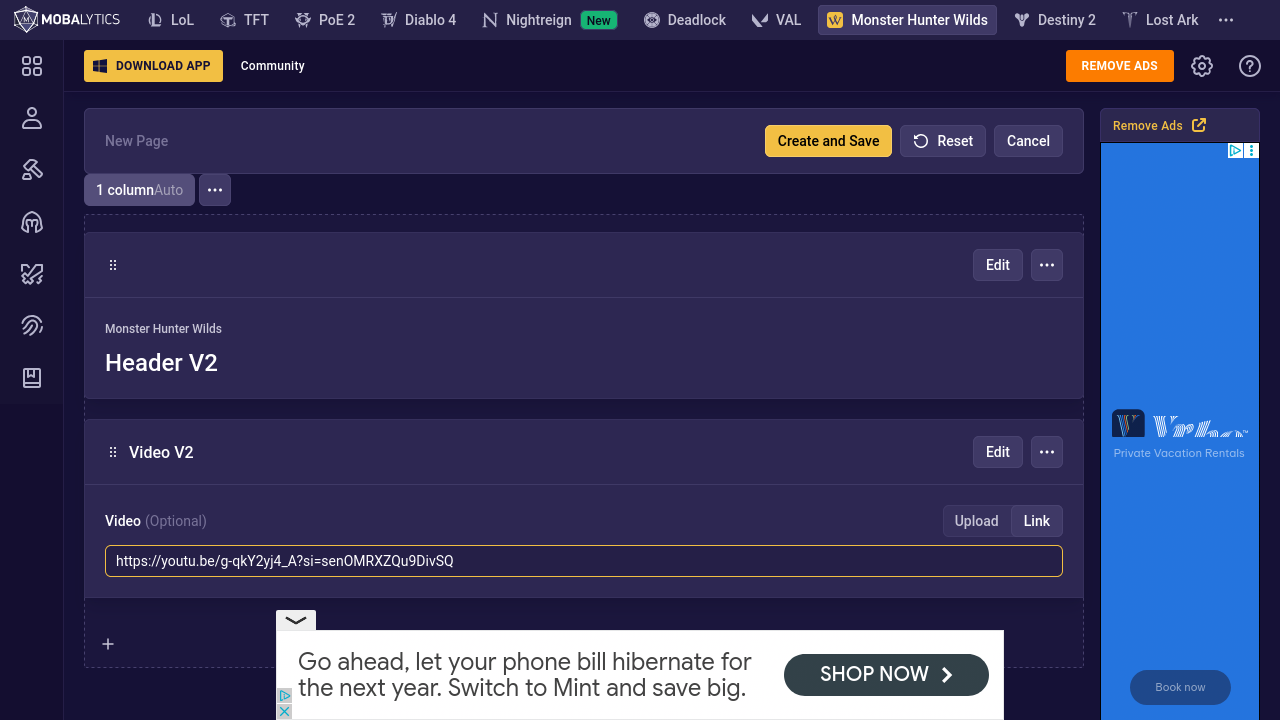 MOBALYTICS
LoL
TFT
PoE 2
Diablo 4
Nightreign
New
Deadlock
VAL
Monster Hunter Wilds
Destiny 2
Lost Ark
DOWNLOAD APP
Community
REMOVE ADS
New Page
Create and Save
Reset
Cancel
Remove Ads
1 column Auto
Edit
Monster Hunter Wilds
Header V2
Private Vacation Rentals
Video V2
Edit
Video (Optional)
Upload
Link
https://youtu.be/g-qkY2yj4_A?si=senOMRXZQu9DivSQ
Go ahead, let your phone bill hibernate for
the next year. Switch to Mint and save big.
SHOP NOW
Book now